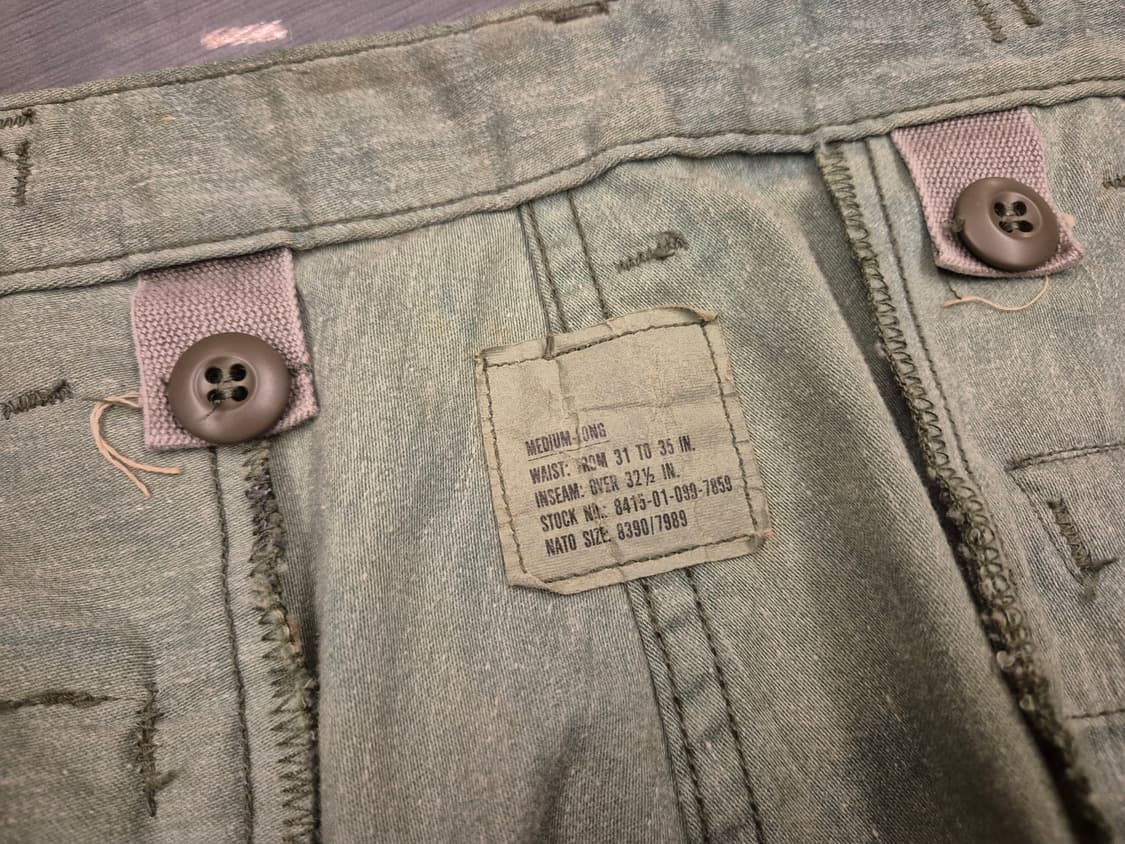 MEDIUM-LONG
WAIST: FROM 31 TO 35 IN.
INSEAM: OVER 32½ IN.
STOCK NO.: 8415-01-099-7859
NATO SIZE: 8390/7989